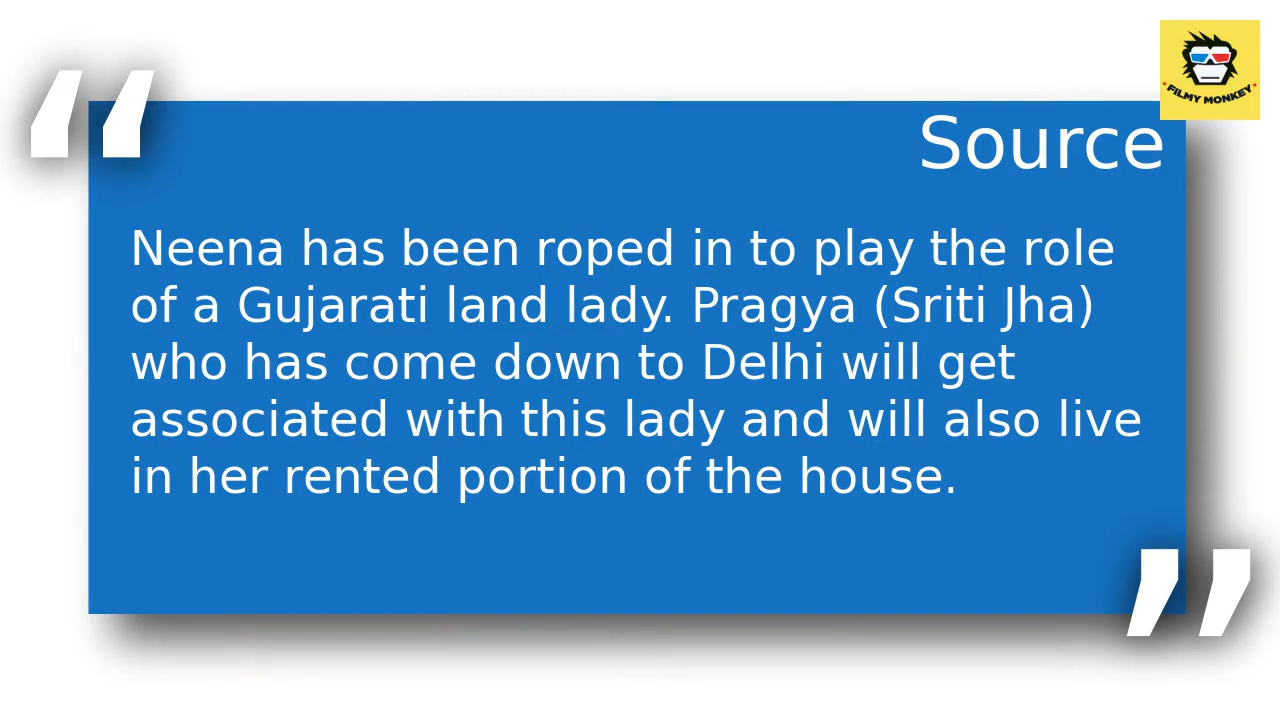 FILMY MONKEY
Source
Neena has been roped in to play the role
of a Gujarati land lady. Pragya (Sriti Jha)
who has come down to Delhi will get
associated with this lady and will also live
in her rented portion of the house.